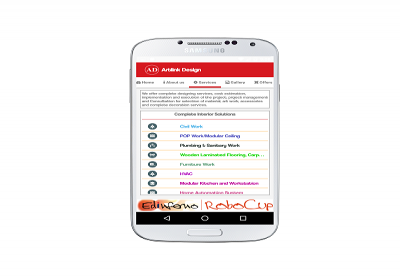 AD Artilink Design
Home About us Services Gallery Offers
We offer complete designing services, cost estimation,
implementation and execution of the project, project management
and Consultation for selection of material, art work, accessories
and complete decoration services.
Complete Interior Solutions
Civil Work
POP Work/Modular Ceiling
Plumbing & Sanitary Work
Wooden Laminated Flooring, Carp...
Furniture Work
HVAC
Modular Kitchen and Workstation
Home Automation System
Edinferno RoboCup